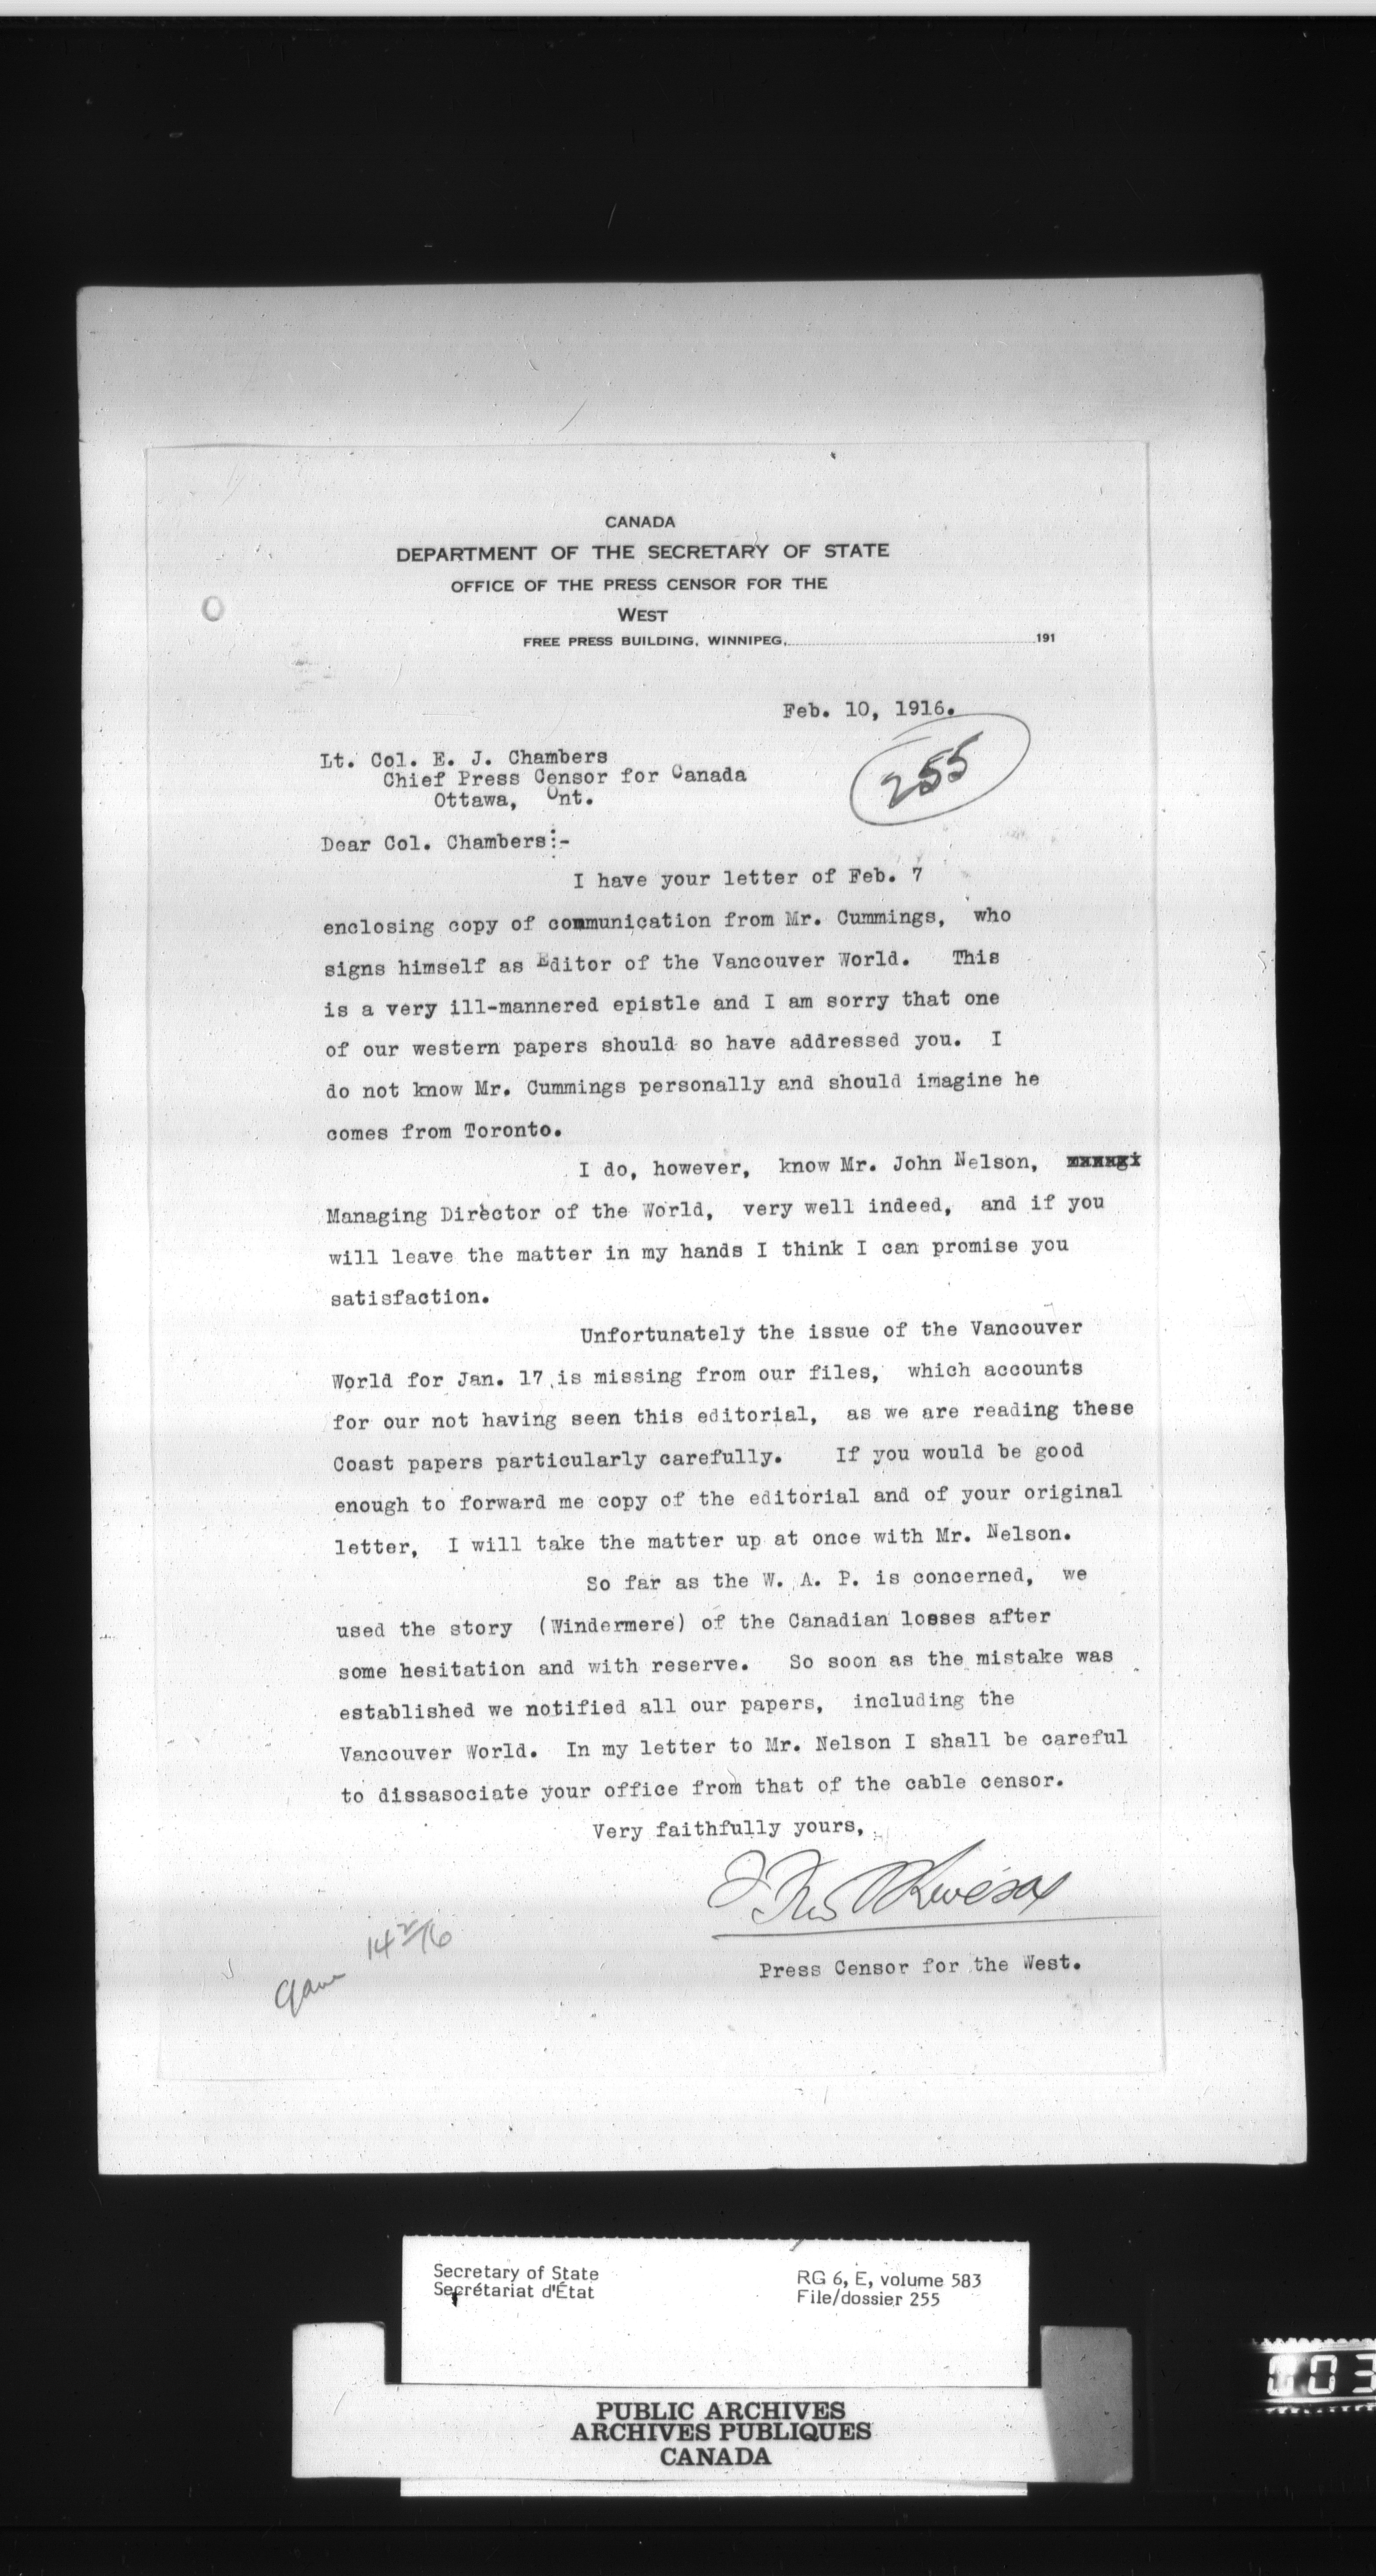 CANADA
DEPARTMENT OF THE SECRETARY OF STATE
OFFICE OF THE PRESS CENSOR FOR THE
WEST
FREE PRESS BUILDING, WINNIPEG, 191
Feb. 10, 1916.
255
Lt. Col. E. J. Chambers
Chief Press Censor for Canada
Ottawa, Ont.
Dear Col. Chambers:-
I have your letter of Feb. 7
enclosing copy of communication from Mr. Cummings, who
signs himself as Editor of the Vancouver World. This
is a very ill-mannered epistle and I am sorry that one
of our western papers should so have addressed you. I
do not know Mr. Cummings personally and should imagine he
comes from Toronto.
I do, however, know Mr. John Nelson,
Managing Director of the World, very well indeed, and if you
will leave the matter in my hands I think I can promise you
satisfaction.
Unfortunately the issue of the Vancouver
World for Jan. 17 is missing from our files, which accounts
for our not having seen this editorial, as we are reading these
Coast papers particularly carefully. If you would be good
enough to forward me copy of the editorial and of your original
letter, I will take the matter up at once with Mr. Nelson.
So far as the W. A. P. is concerned, we
used the story (Windermere) of the Canadian losses after
some hesitation and with reserve. So soon as the mistake was
established we notified all our papers, including the
Vancouver World. In my letter to Mr. Nelson I shall be careful
to dissasociate your office from that of the cable censor.
Very faithfully yours,
Press Censor for the West.
Secretary of State
Secrétariat d'État
RG 6, E, volume 583
File/dossier 255
PUBLIC ARCHIVES
ARCHIVES PUBLIQUES
CANADA